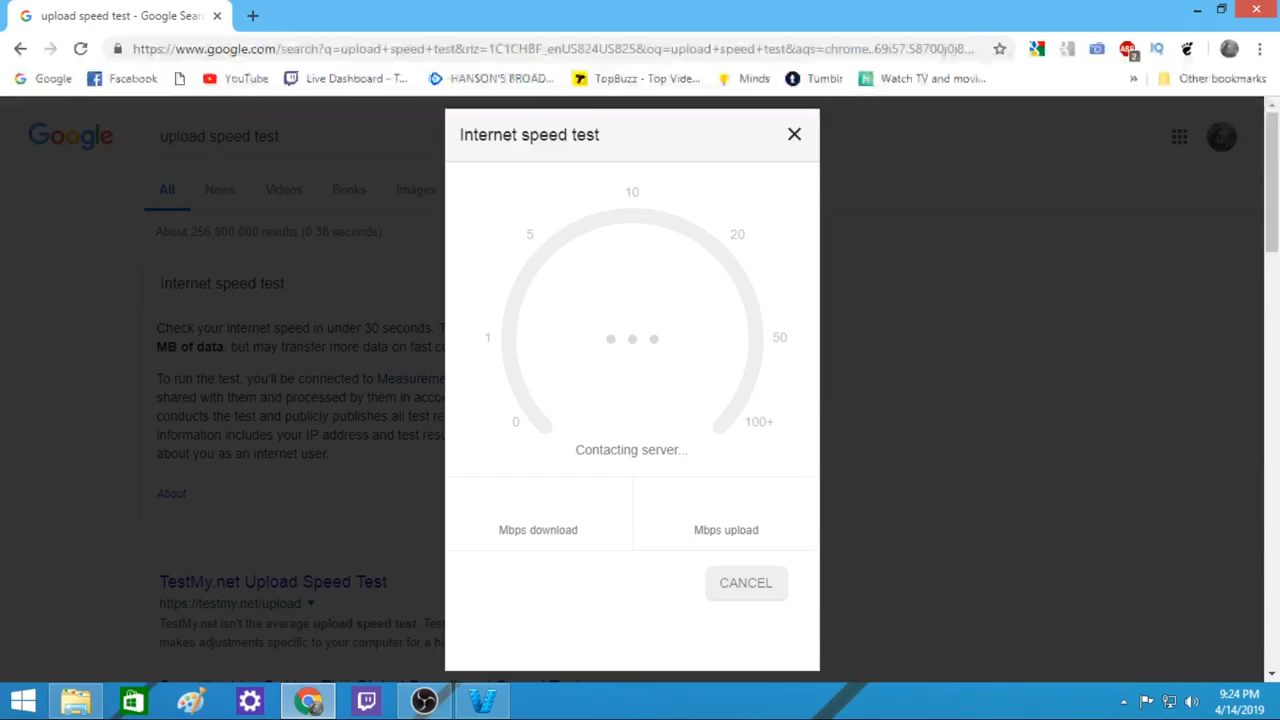 upload speed test - Google Sear
https://www.google.com/search?q=upload+speed+test&rlz=1C1CHBF_enUS824US825&oq=upload+speed+test&aqs=chrome..69i57.58700j0j8...
ABP
2
IQ
Google
Facebook
YouTube
Live Dashboard - T...
HANSON'S BROAD...
TopBuzz - Top Vide...
Minds
Tumblr
Watch TV and movi...
»
Other bookmarks
Google
upload speed test
All
News
Videos
Books
Images
About 256,000,000 results (0.38 seconds)
Internet speed test
Check your internet speed in under 30 seconds. T
MB of data, but may transfer more data on fast co
To run the test, you'll be connected to Measureme
shared with them and processed by them in acco
conducts the test and publicly publishes all test re
information includes your IP address and test resu
about you as an internet user.
About
TestMy.net Upload Speed Test
https://testmy.net/upload
TestMy.net isn't the average upload speed test. Test
makes adjustments specific to your computer for a b
Internet speed test
10
5
20
1
50
0
100+
Contacting server...
Mbps download
Mbps upload
CANCEL
9:24 PM
4/14/2019